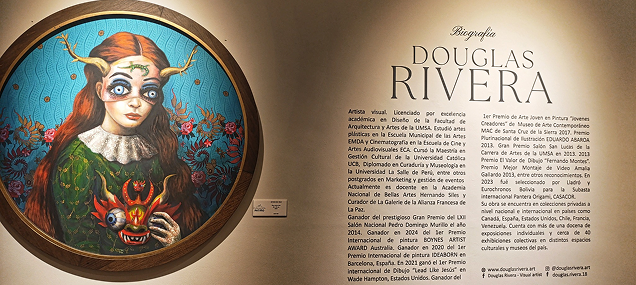 Biografía
DOUGLAS
RIVERA
Artista visual. Licenciado por excelencia
académica en Diseño de la Facultad de
Arquitectura y Artes de la UMSA. Estudió artes
plásticas en la Escuela Municipal de las Artes
EMDA y Cinematografía en la Escuela de Cine y
Artes Audiovisuales ECA. Cursó la Maestría en
Gestión Cultural de la Universidad Católica
UCB, Diplomado en Curaduría y Museología en
la Universidad La Salle de Perú, entre otros
postgrados en Marketing y gestión de eventos
Actualmente es docente en la Academia
Nacional de Bellas Artes Hernando Siles y
Curador de La Galerie de la Alianza Francesa de
La Paz.
Ganador del prestigioso Gran Premio del LXII
Salón Nacional Pedro Domingo Murillo el año
2014. Ganador en 2024 del 1er Premio
internacional de pintura BOYNES ARTIST
AWARD Australia. Ganador en 2020 del 1er
Premio Internacional de pintura IDEABORN en
Barcelona, España. En 2021 ganó el 1er Premio
internacional de Dibujo "Lead Like Jesús" en
Wade Hampton, Estados Unidos. Ganador del
1er Premio de Arte Joven en Pintura "Jovenes
Creadores" de Museo de Arte Contemporáneo
MAC de Santa Cruz de la Sierra 2017. Premio
Plurinacional de Ilustración EDUARDO ABAROA
2013. Gran Premio Salón San Lucas de la
Carrera de Artes de la UMSA en 2013. 2013
Premio El Valor de Dibujo "Fernando Montes",
Premio Mejor Montaje de Video Amalia
Gallardo 2013, entre otros reconocimientos. En
2023 fué seleccionado por Lladró y
Eurochronos Bolivia para la Subasta
internacional Pantera Origami, CASACOR.
Su obra se encuentran en colecciones privadas a
nivel nacional e internacional en países como
Canadá, España, Estados Unidos, Chile, Francia,
Venezuela. Cuenta con más de una docena de
exposiciones individuales y cerca de 40
exhibiciones colectivas en distintos espacios
culturales y museos del país.
www.douglasrivera.art
@douglasrivera.art
Douglas Rivera - Visual artist
douglas.rivera.18